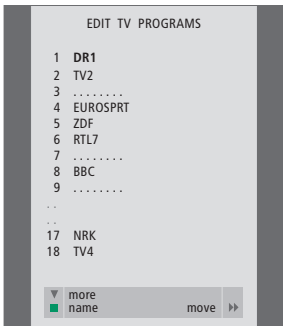 EDIT TV PROGRAMS
1 DR1
2 TV2
3 ........
4 EUROSPRT
5 ZDF
6 RTL7
7 ........
8 BBC
9 ........
..
..
17 NRK
18 TV4
▼ more
■ name move ▶▶